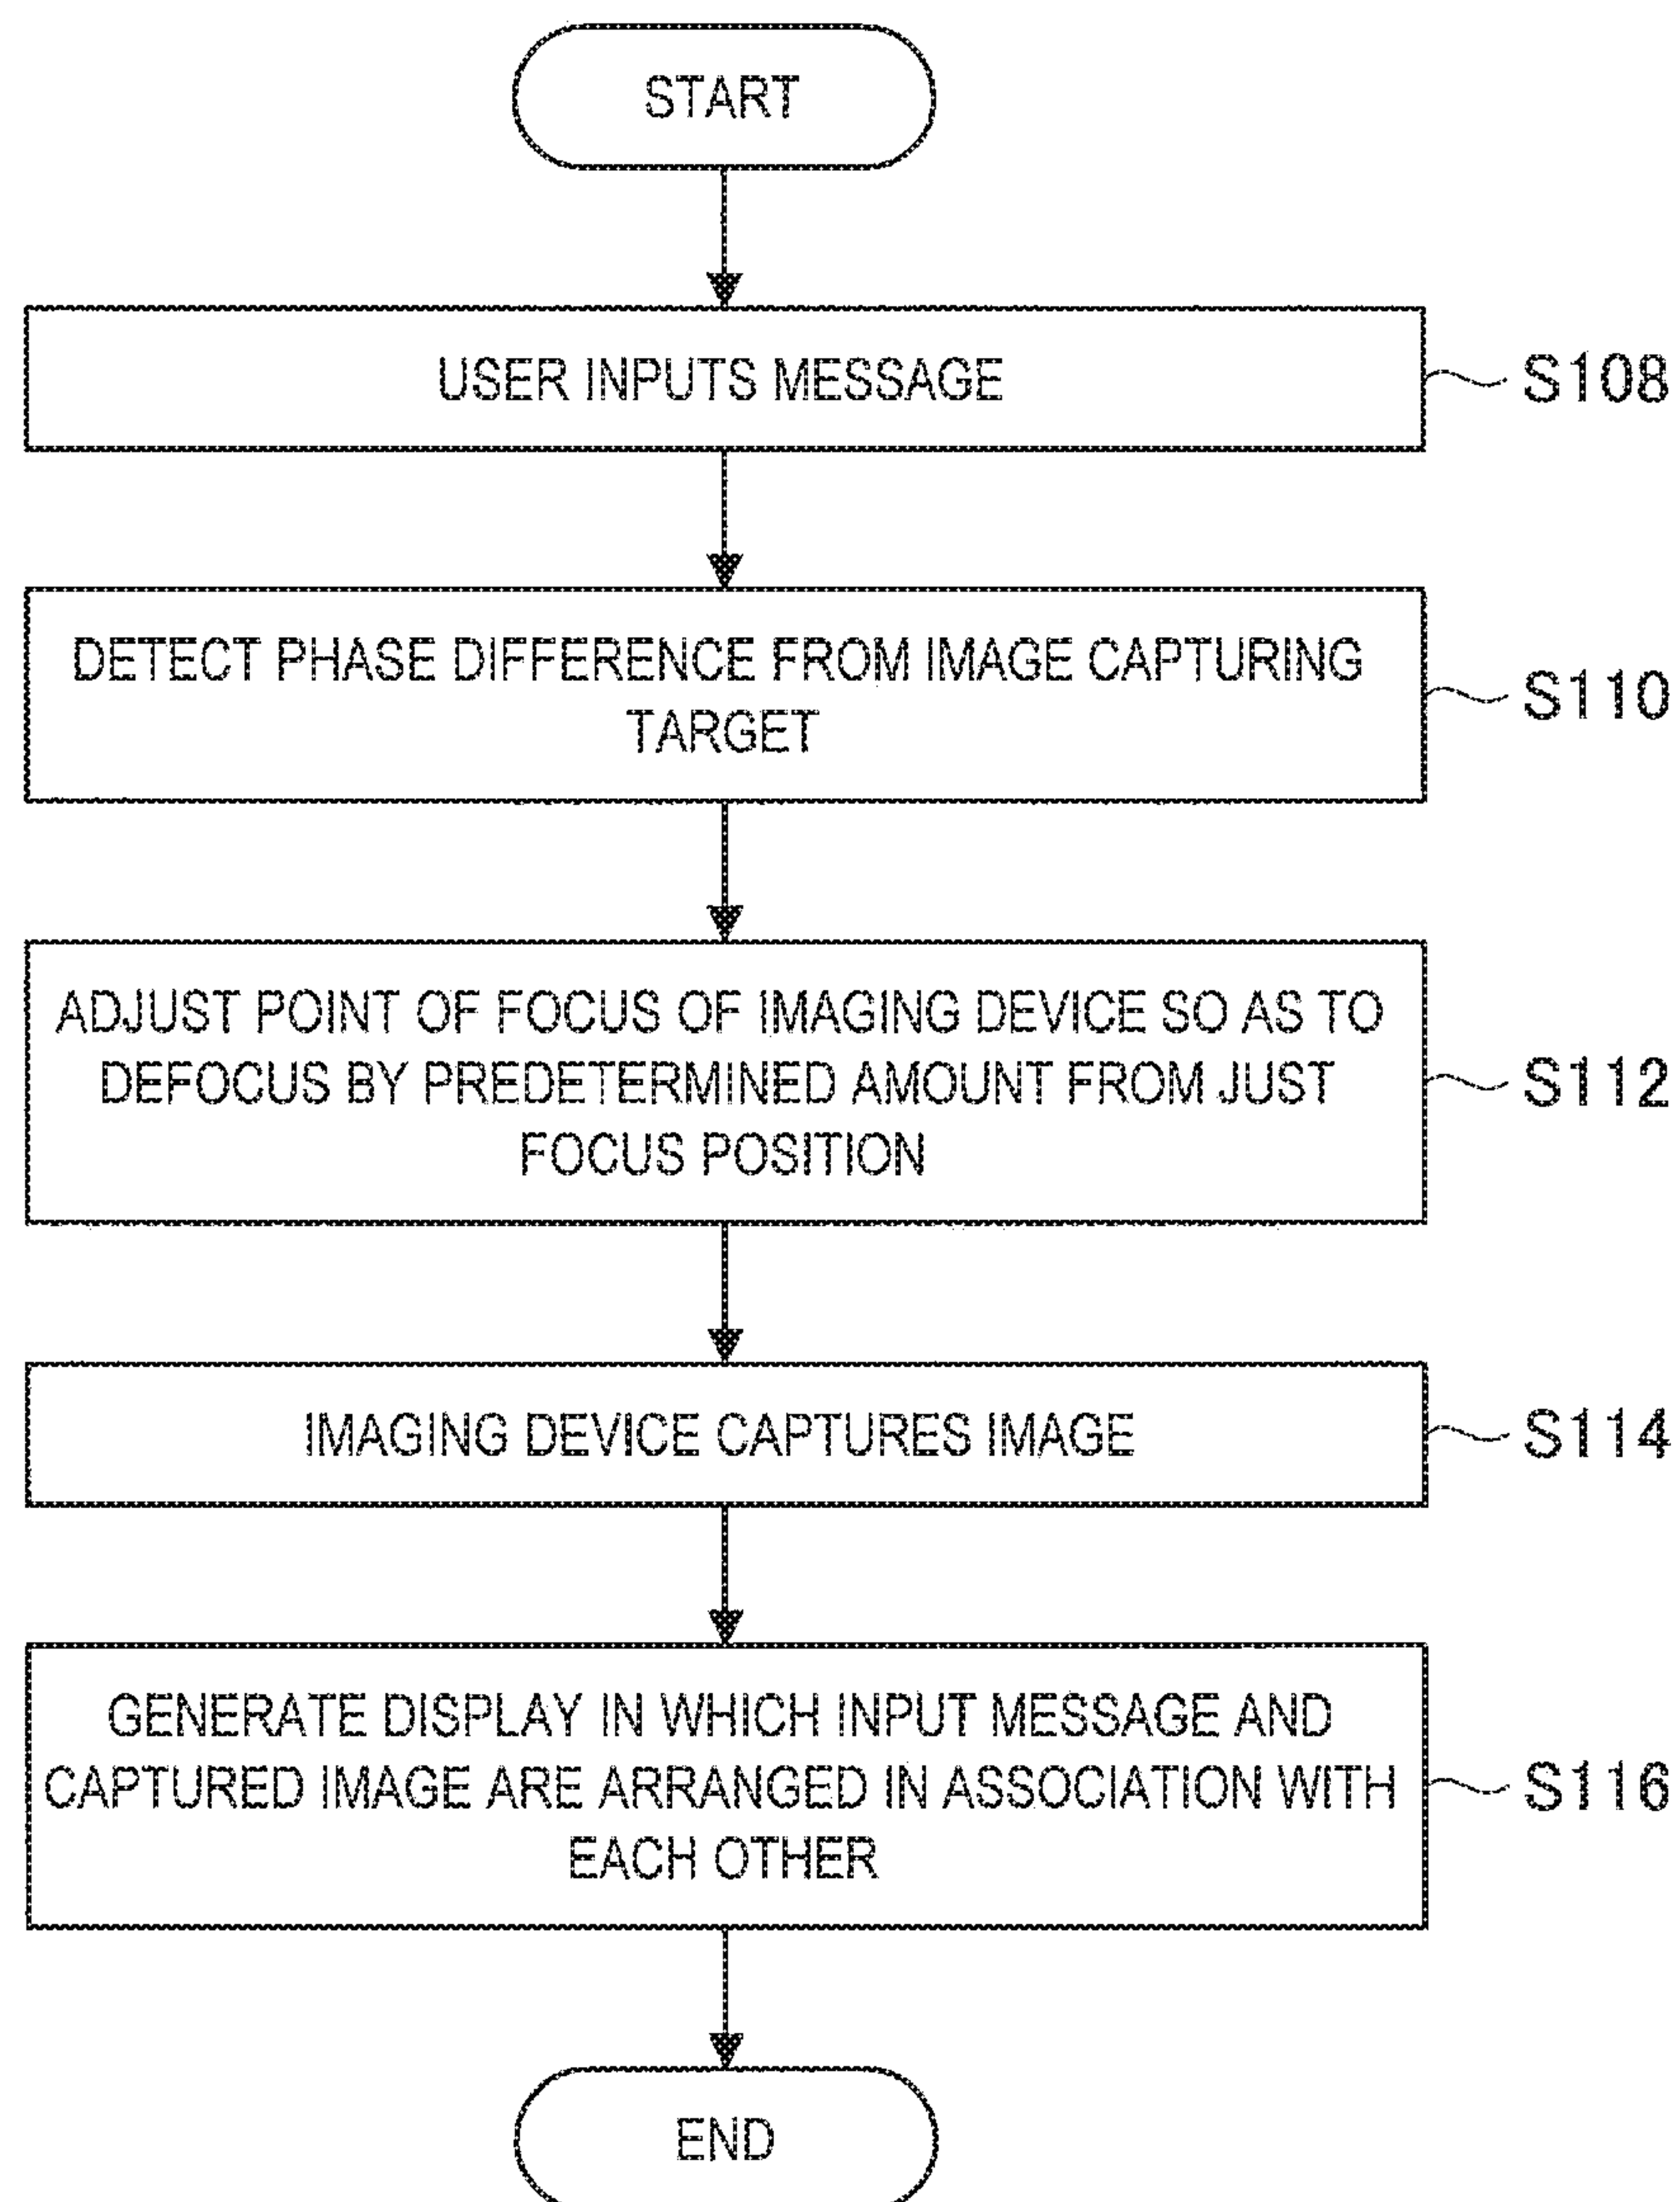 START
USER INPUTS MESSAGE
S108
DETECT PHASE DIFFERENCE FROM IMAGE CAPTURING
TARGET
S110
ADJUST POINT OF FOCUS OF IMAGING DEVICE SO AS TO
DEFOCUS BY PREDETERMINED AMOUNT FROM JUST
FOCUS POSITION
S112
IMAGING DEVICE CAPTURES IMAGE
S114
GENERATE DISPLAY IN WHICH INPUT MESSAGE AND
CAPTURED IMAGE ARE ARRANGED IN ASSOCIATION WITH
EACH OTHER
S116
END